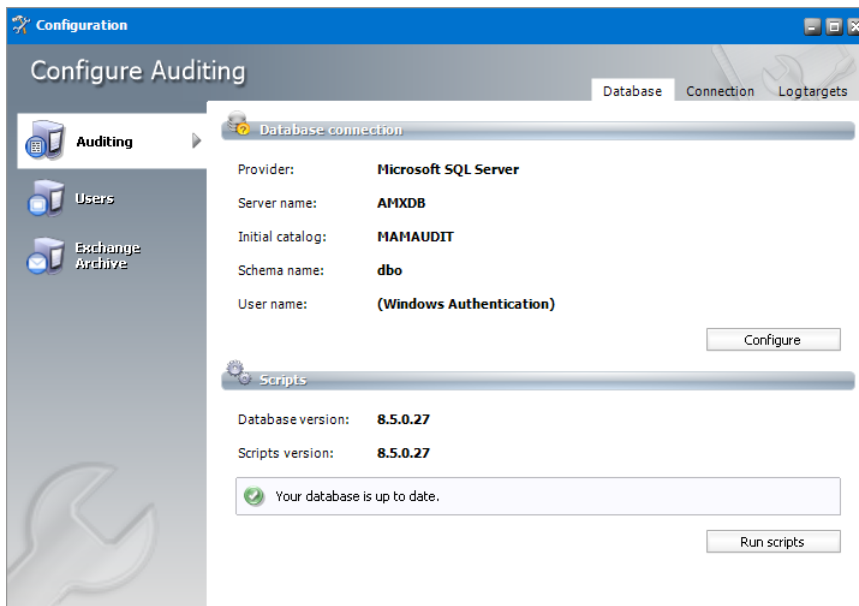 Configuration
Configure Auditing
Database Connection Logtargets
Auditing
Users
Exchange
Archive
Database connection
Provider: Microsoft SQL Server
Server name: AMXDB
Initial catalog: MAMAUDIT
Schema name: dbo
User name: (Windows Authentication)
Configure
Scripts
Database version: 8.5.0.27
Scripts version: 8.5.0.27
Your database is up to date.
Run scripts